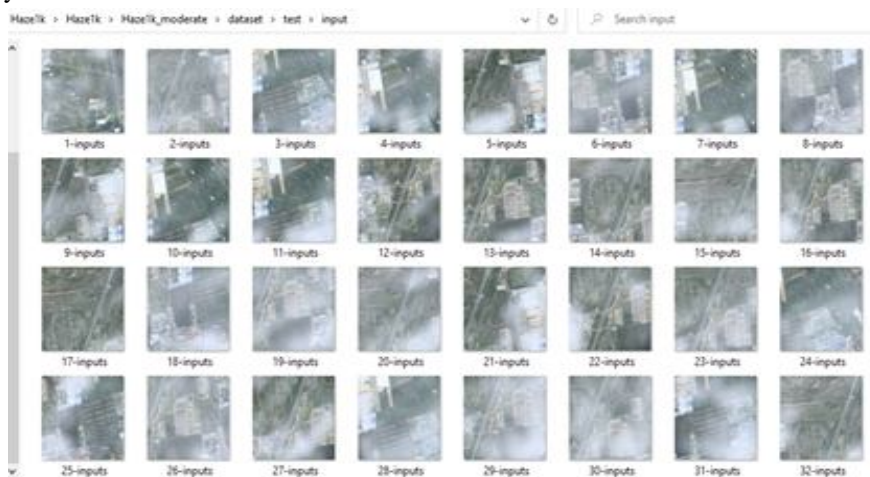 y
Haze1k › Haze1k › Haze1k_moderate › dataset › test › input Search input
1-inputs 2-inputs 3-inputs 4-inputs 5-inputs 6-inputs 7-inputs 8-inputs
9-inputs 10-inputs 11-inputs 12-inputs 13-inputs 14-inputs 15-inputs 16-inputs
17-inputs 18-inputs 19-inputs 20-inputs 21-inputs 22-inputs 23-inputs 24-inputs
25-inputs 26-inputs 27-inputs 28-inputs 29-inputs 30-inputs 31-inputs 32-inputs